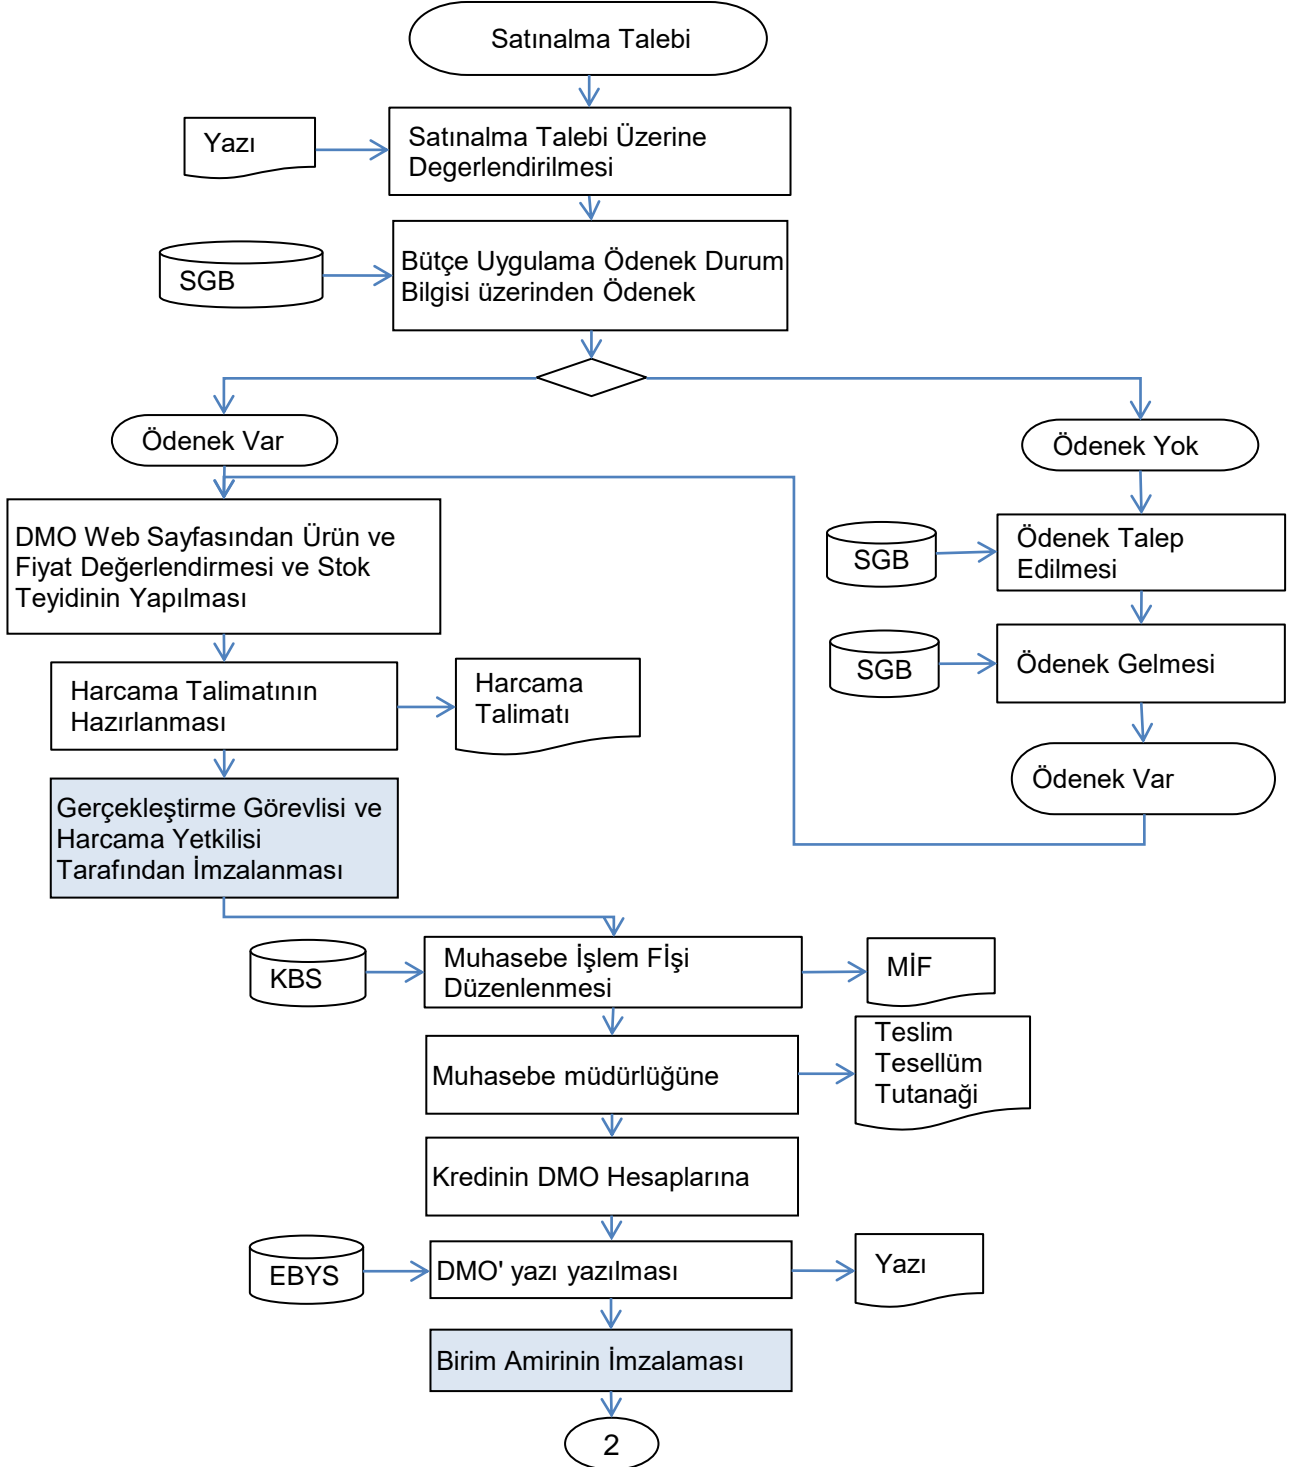 Satınalma Talebi
Yazı
Satınalma Talebi Üzerine
Degerlendirilmesi
SGB
Bütçe Uygulama Ödenek Durum
Bilgisi üzerinden Ödenek
Ödenek Var
Ödenek Yok
DMO Web Sayfasından Ürün ve
Fiyat Değerlendirmesi ve Stok
Teyidinin Yapılması
SGB
Ödenek Talep
Edilmesi
Harcama Talimatının
Hazırlanması
Harcama
Talimatı
SGB
Ödenek Gelmesi
Ödenek Var
Gerçekleştirme Görevlisi ve
Harcama Yetkilisi
Tarafından İmzalanması
KBS
Muhasebe İşlem Fİşi
Düzenlenmesi
MİF
Muhasebe müdürlüğüne
Teslim
Tesellüm
Tutanaği
Kredinin DMO Hesaplarına
EBYS
DMO' yazı yazılması
Yazı
Birim Amirinin İmzalaması
2